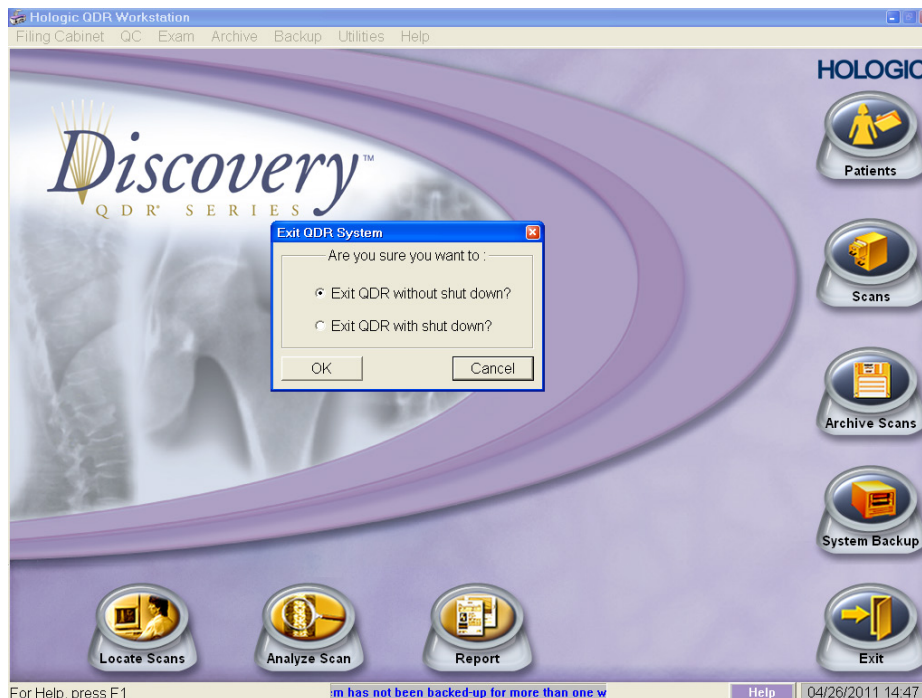 Hologic QDR Workstation
Filing Cabinet QC Exam Archive Backup Utilities Help
HOLOGIC
Discovery™
QDR® SERIES
Patients
Exit QDR System
Are you sure you want to :
Exit QDR without shut down?
Exit QDR with shut down?
OK Cancel
Scans
Archive Scans
System Backup
Locate Scans Analyze Scan Report Exit
For Help, press F1 m has not been backed-up for more than one w Help 04/26/2011 14:47